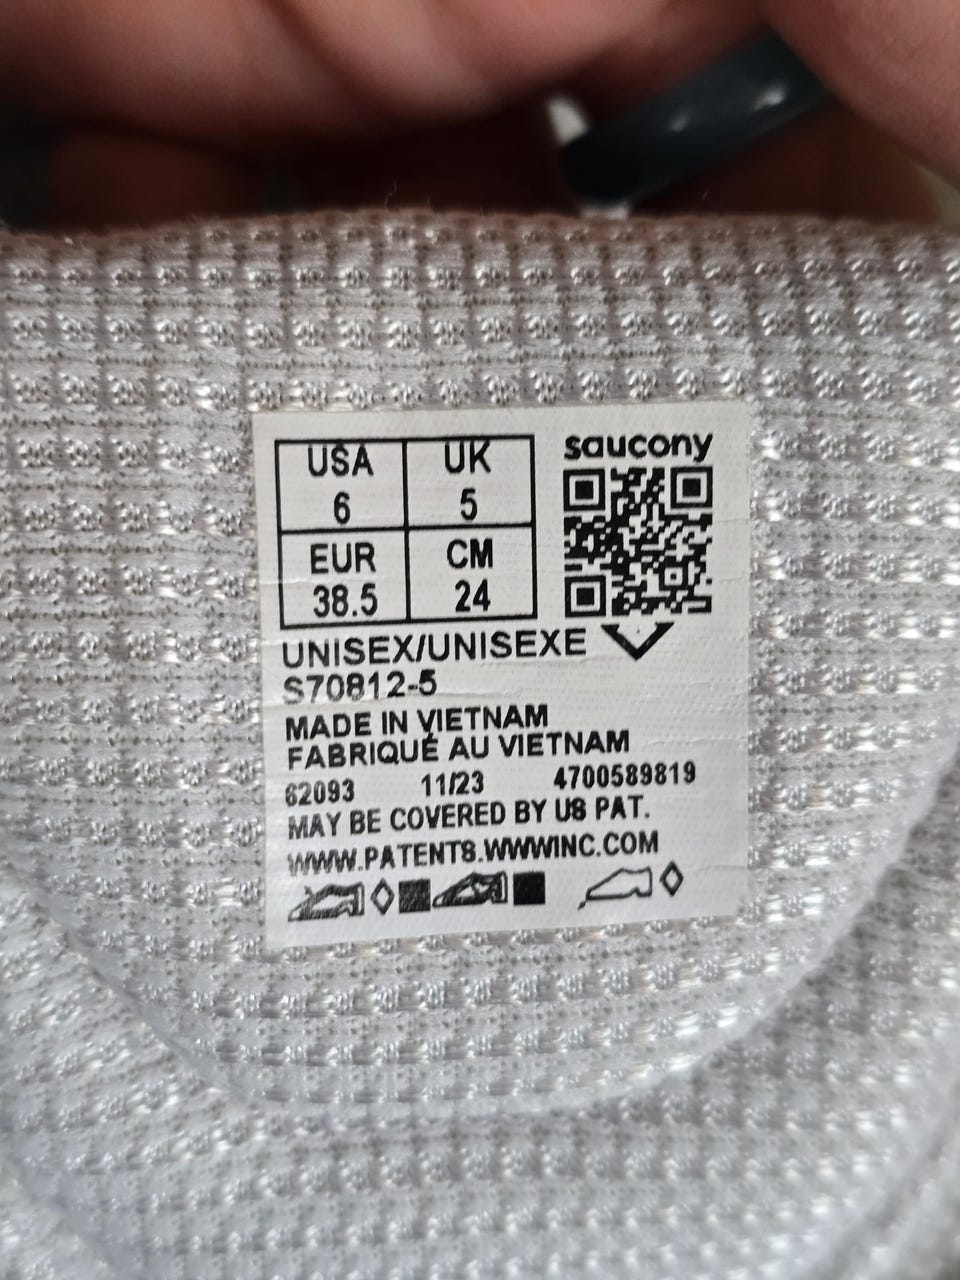 USA UK
6 5
EUR CM
38.5 24
saucony
UNISEX/UNISEXE
S70812-5
MADE IN VIETNAM
FABRIQUÉ AU VIETNAM
62093 11/23 4700589819
MAY BE COVERED BY US PAT.
WWW.PATENTS.WWWINC.COM